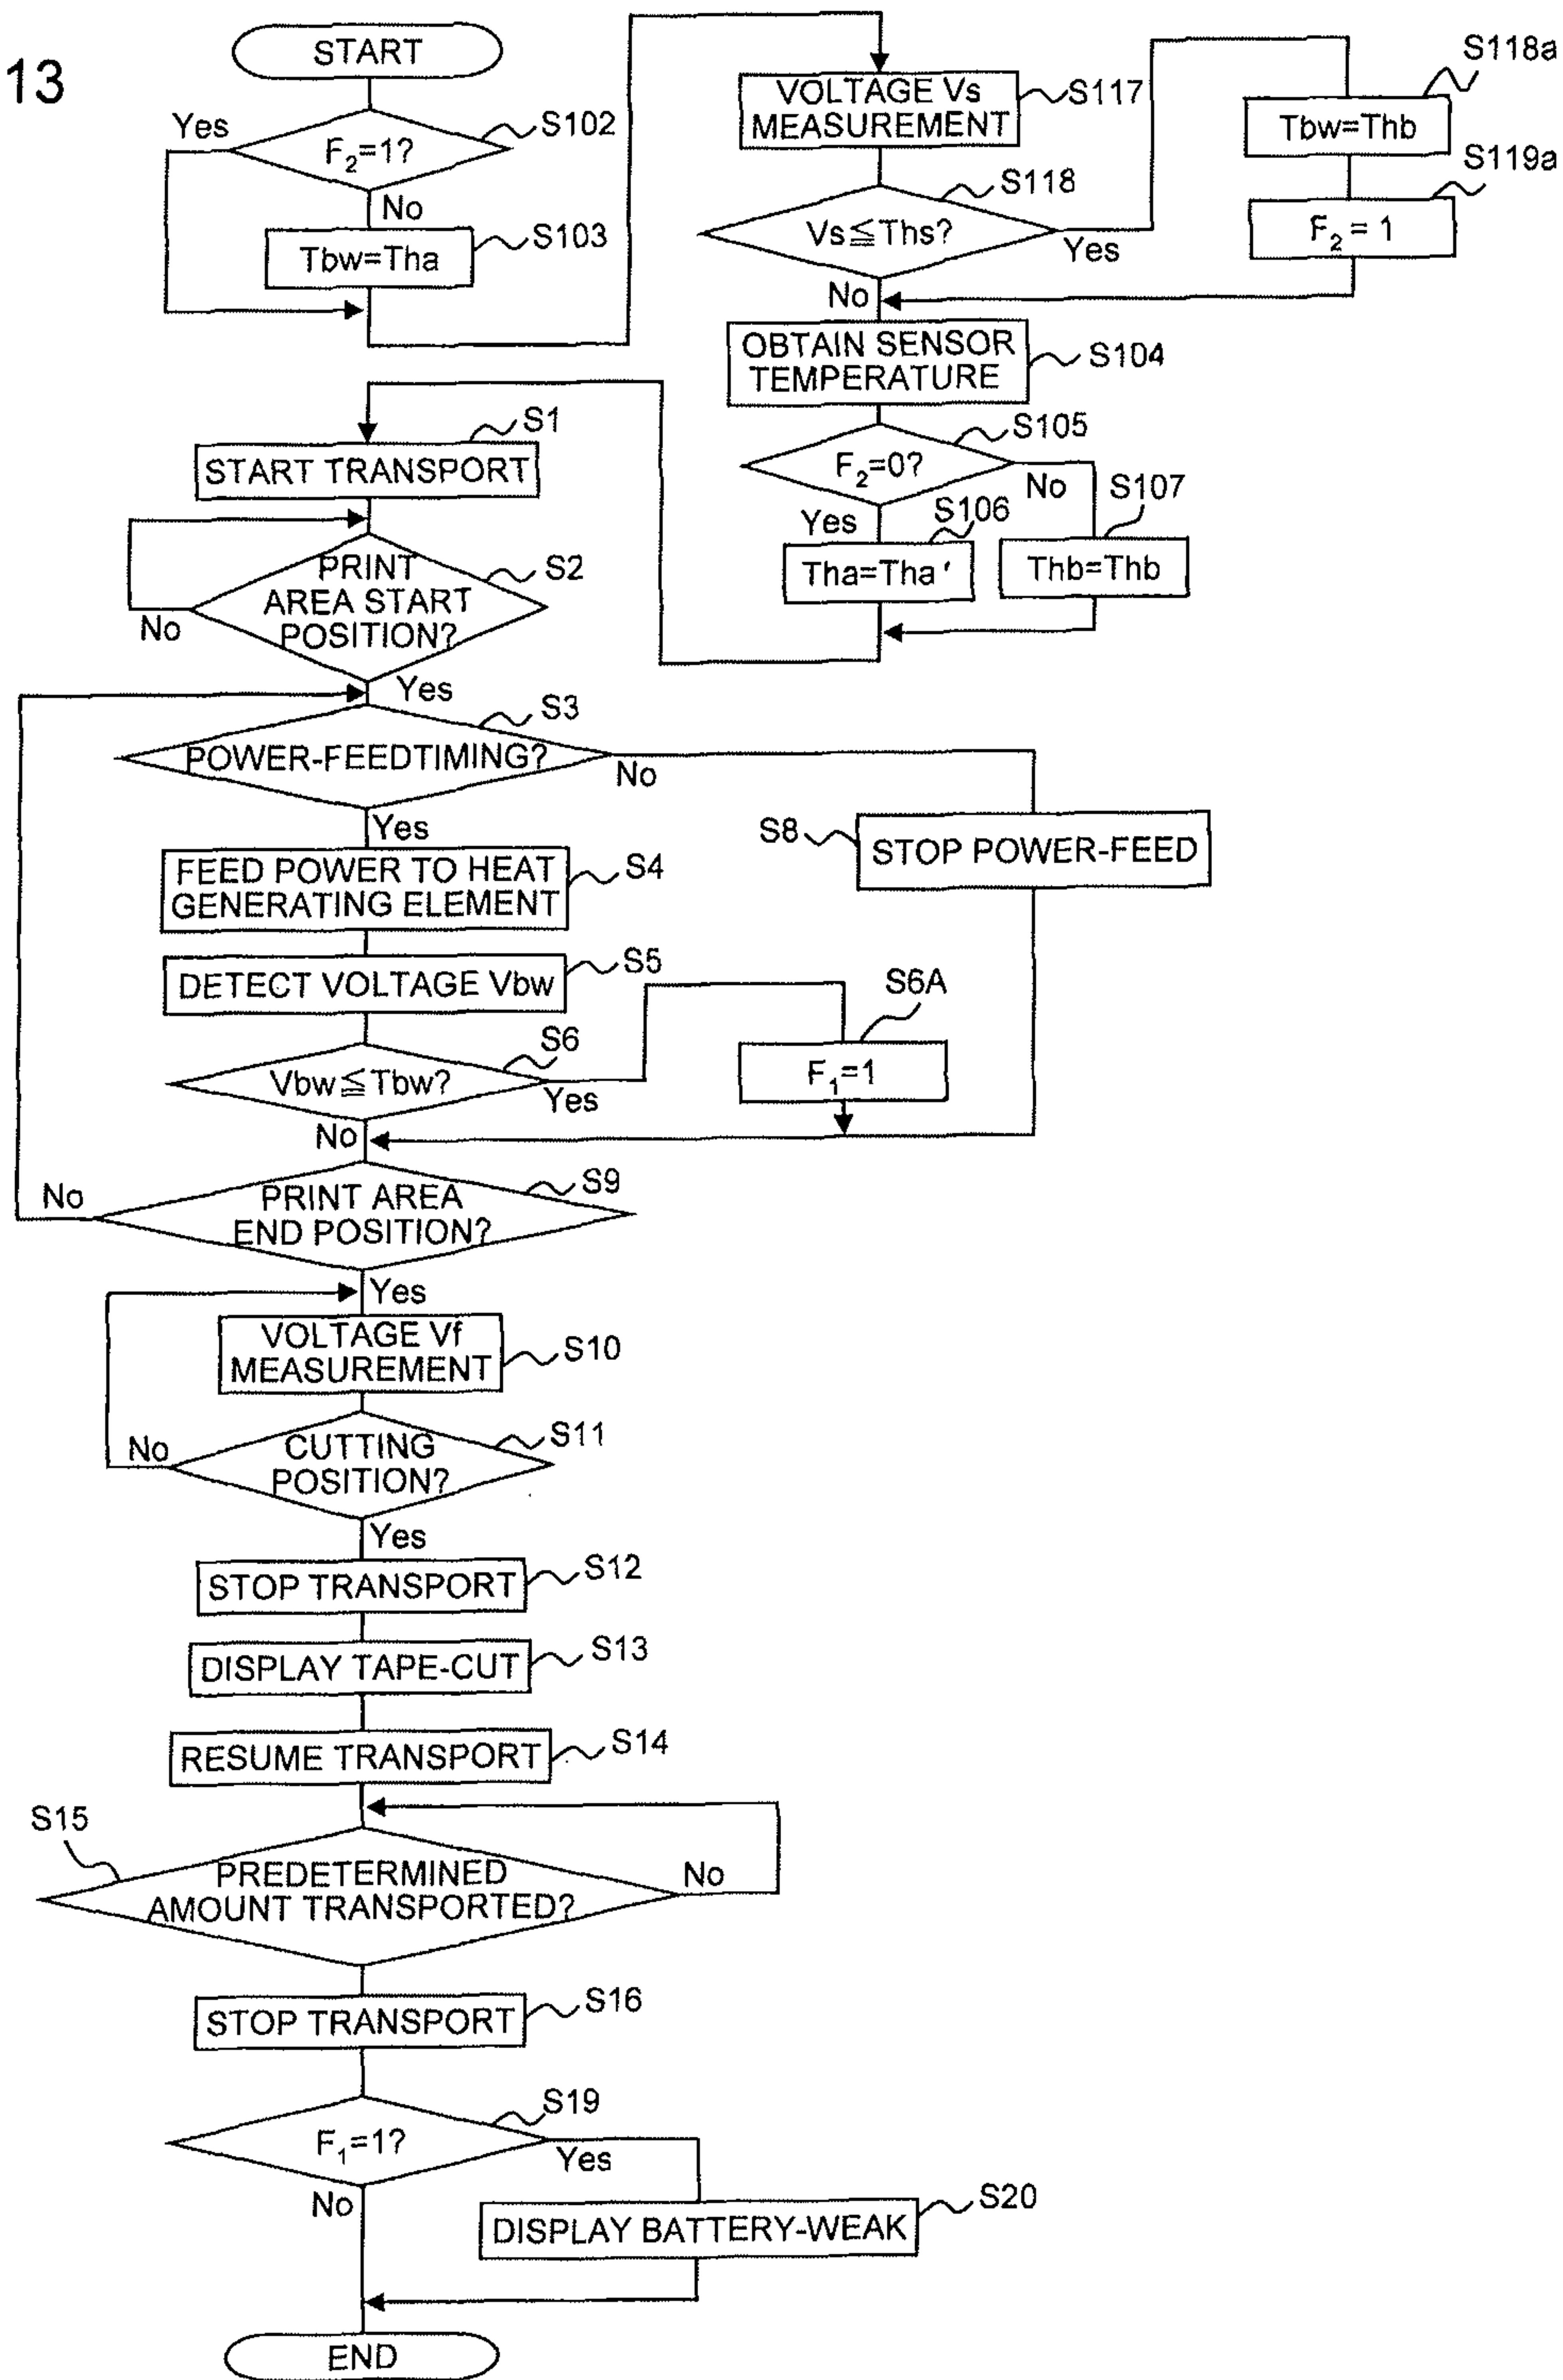 13
START
Yes
F₂=1?
S102
No
Tbw=Tha
S103
VOLTAGE Vs
MEASUREMENT
S117
Vs≦Ths?
S118
Yes
No
Tbw=Thb
S118a
F₂ = 1
S119a
OBTAIN SENSOR
TEMPERATURE
S104
F₂=0?
S105
No
Yes
Tha=Tha'
S106
Thb=Thb
S107
START TRANSPORT
S1
PRINT
AREA START
POSITION?
S2
No
Yes
POWER-FEEDTIMING?
S3
No
Yes
S8
STOP POWER-FEED
FEED POWER TO HEAT
GENERATING ELEMENT
S4
DETECT VOLTAGE Vbw
S5
Vbw≦Tbw?
S6
Yes
No
S6A
F₁=1
PRINT AREA
END POSITION?
S9
No
Yes
VOLTAGE Vf
MEASUREMENT
S10
CUTTING
POSITION?
S11
No
Yes
STOP TRANSPORT
S12
DISPLAY TAPE-CUT
S13
RESUME TRANSPORT
S14
S15
PREDETERMINED
AMOUNT TRANSPORTED?
No
STOP TRANSPORT
S16
F₁=1?
S19
Yes
No
DISPLAY BATTERY-WEAK
S20
END